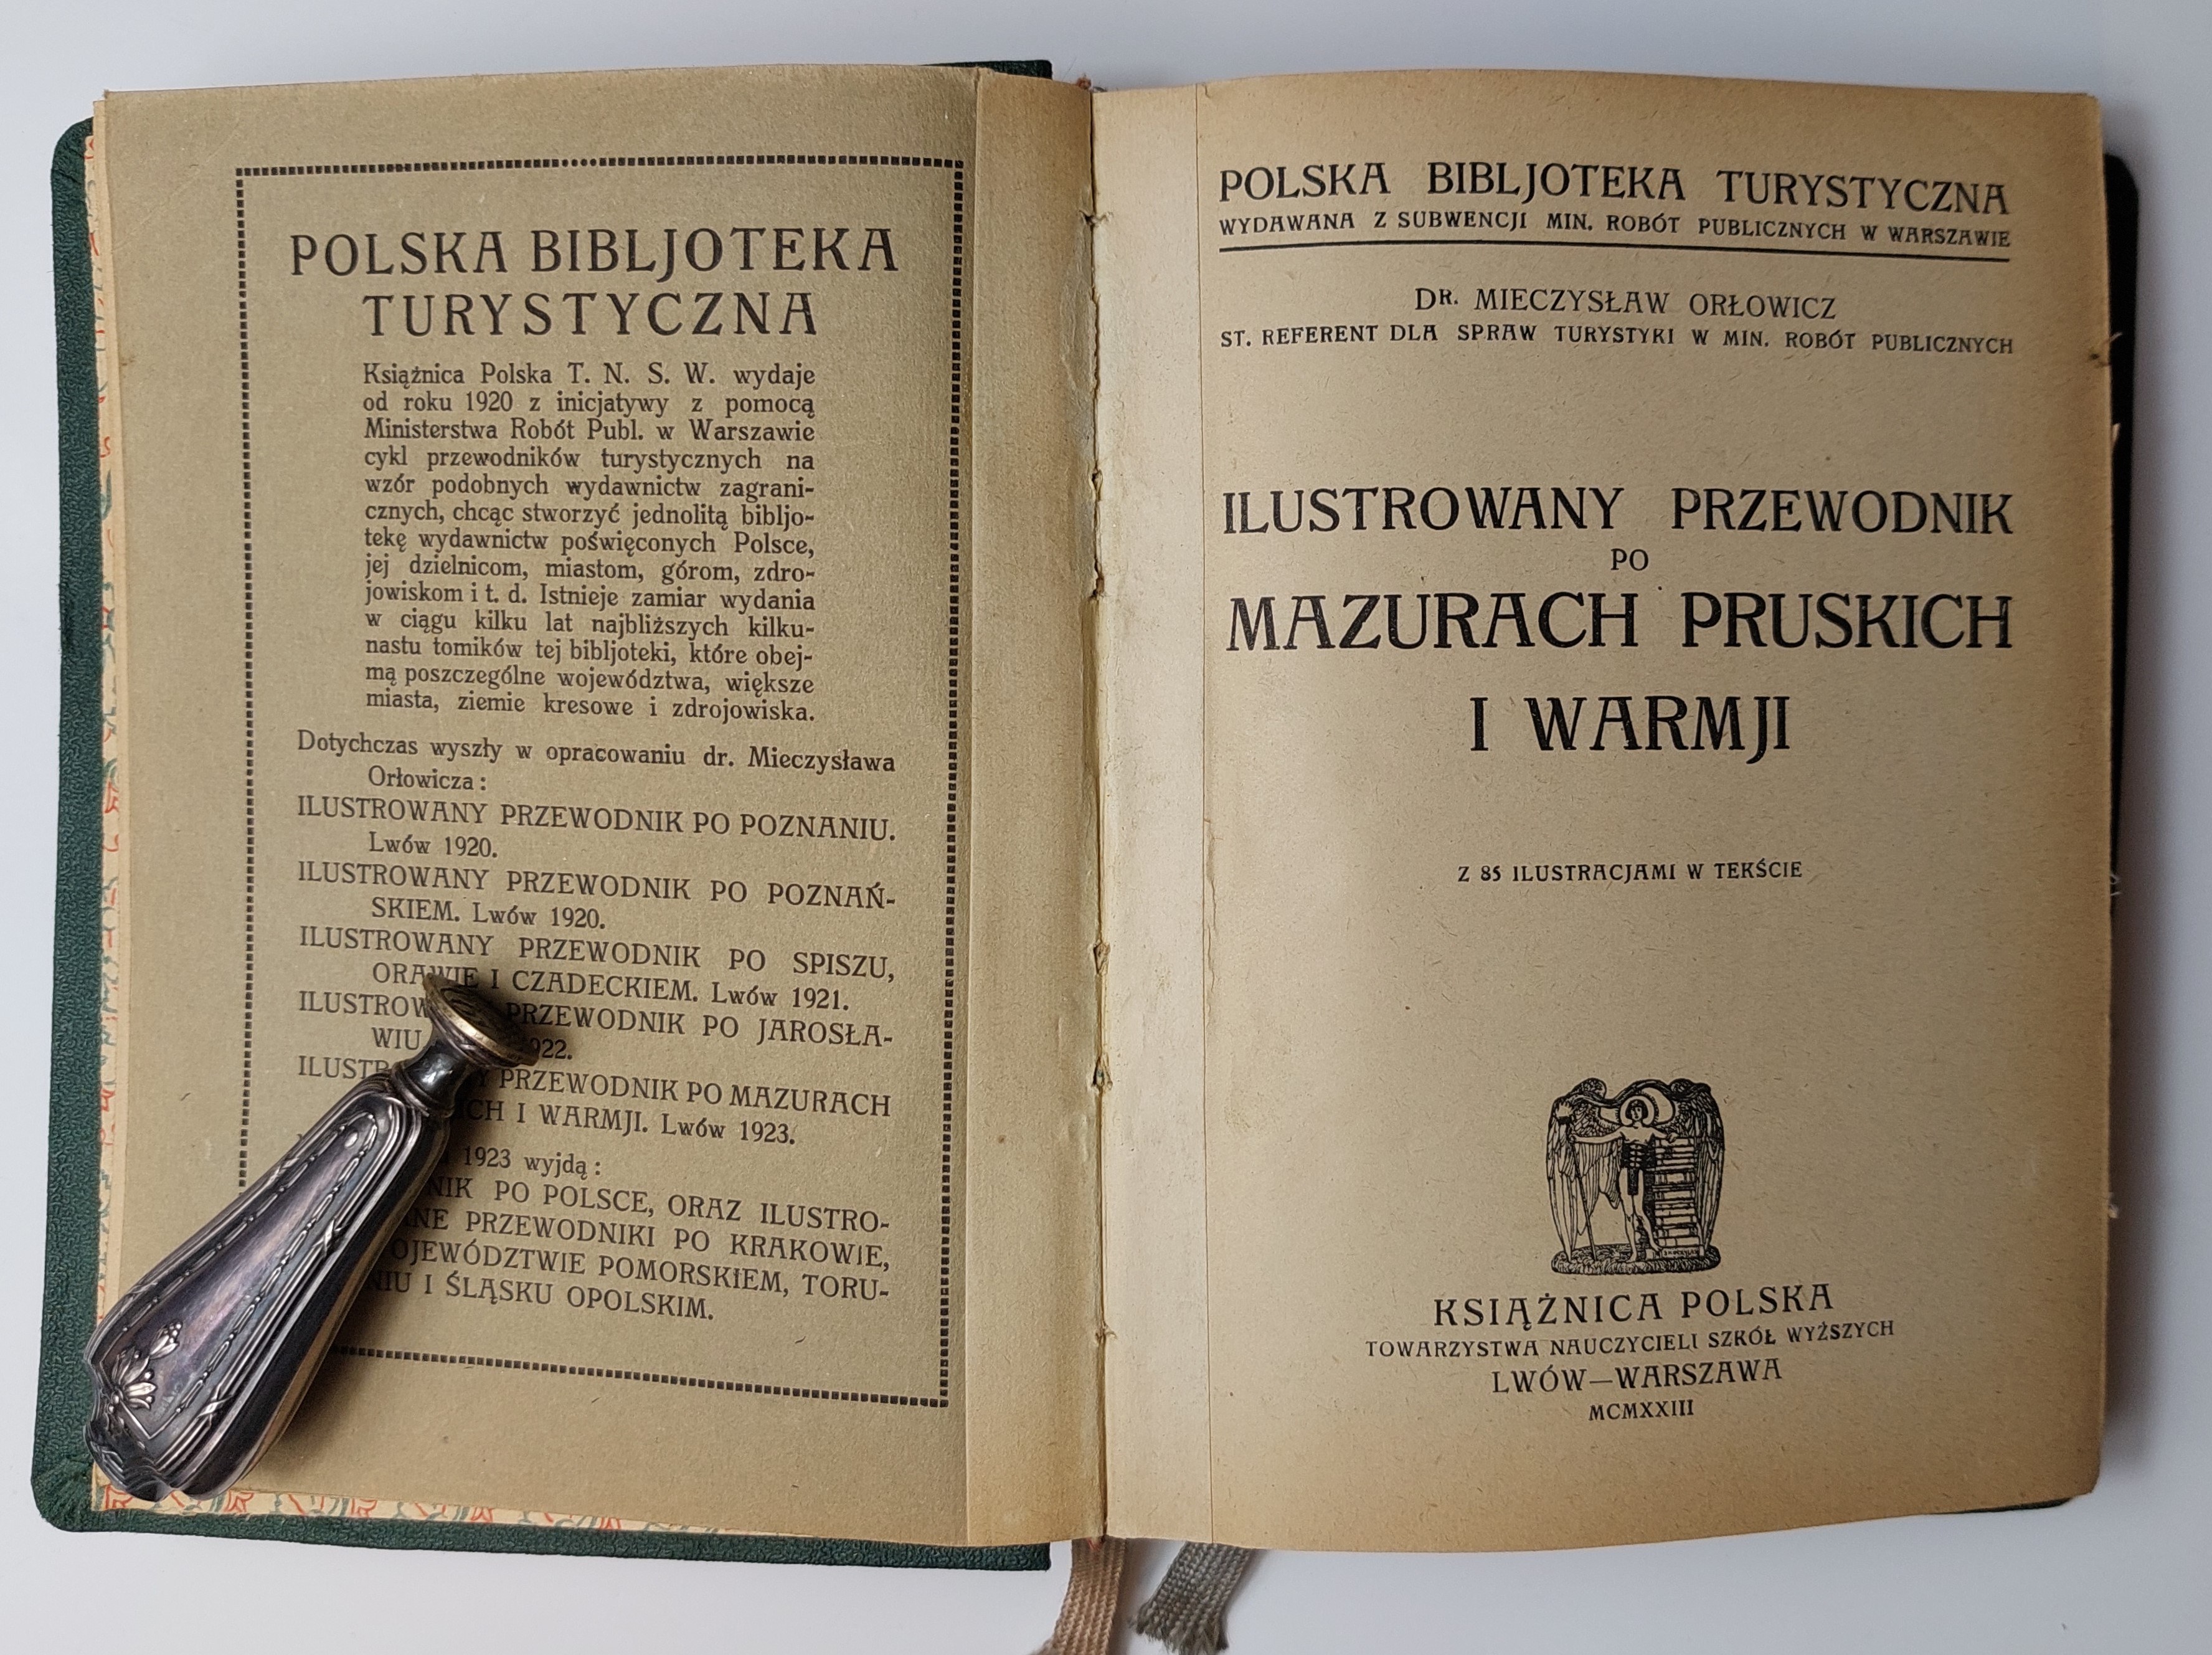 POLSKA BIBLJOTEKA
TURYSTYCZNA
Książnica Polska T. N. S. W. wydaje
od roku 1920 z inicjatywy z pomocą
Ministerstwa Robót Publ. w Warszawie
cykl przewodników turystycznych na
wzór podobnych wydawnictw zagrani-
cznych, chcąc stworzyć jednolitą bibljo-
tekę wydawnictw poświęconych Polsce,
jej dzielnicom, miastom, górom, zdro-
jowiskom i t. d. Istnieje zamiar wydania
w ciągu kilku lat najbliższych kilku-
nastu tomików tej bibljoteki, które obej-
mą poszczególne województwa, większe
miasta, ziemie kresowe i zdrojowiska.
Dotychczas wyszły w opracowaniu dr. Mieczysława
Orłowicza:
ILUSTROWANY PRZEWODNIK PO POZNANIU.
Lwów 1920.
ILUSTROWANY PRZEWODNIK PO POZNAŃ-
SKIEM. Lwów 1920.
ILUSTROWANY PRZEWODNIK PO SPISZU,
ORAWIE I CZADECKIEM. Lwów 1921.
PRZEWODNIK PO JAROSŁA-
WIU
PRZEWODNIK PO MAZURACH
I WARMJI. Lwów 1923.
1923 wyjdą:
PO POLSCE, ORAZ ILUSTRO-
PRZEWODNIKI PO KRAKOWIE,
POMORSKIEM, TORU-
NIU I ŚLĄSKU OPOLSKIM.
POLSKA BIBLJOTEKA TURYSTYCZNA
WYDAWANA Z SUBWENCJI MIN. ROBÓT PUBLICZNYCH W WARSZAWIE
DR. MIECZYSŁAW ORŁOWICZ
ST. REFERENT DLA SPRAW TURYSTYKI W MIN. ROBÓT PUBLICZNYCH
ILUSTROWANY PRZEWODNIK
PO
MAZURACH PRUSKICH
I WARMJI
Z 85 ILUSTRACJAMI W TEKŚCIE
KSIĄŻNICA POLSKA
TOWARZYSTWA NAUCZYCIELI SZKÓŁ WYŻSZYCH
LWÓW—WARSZAWA
MCMXXIII